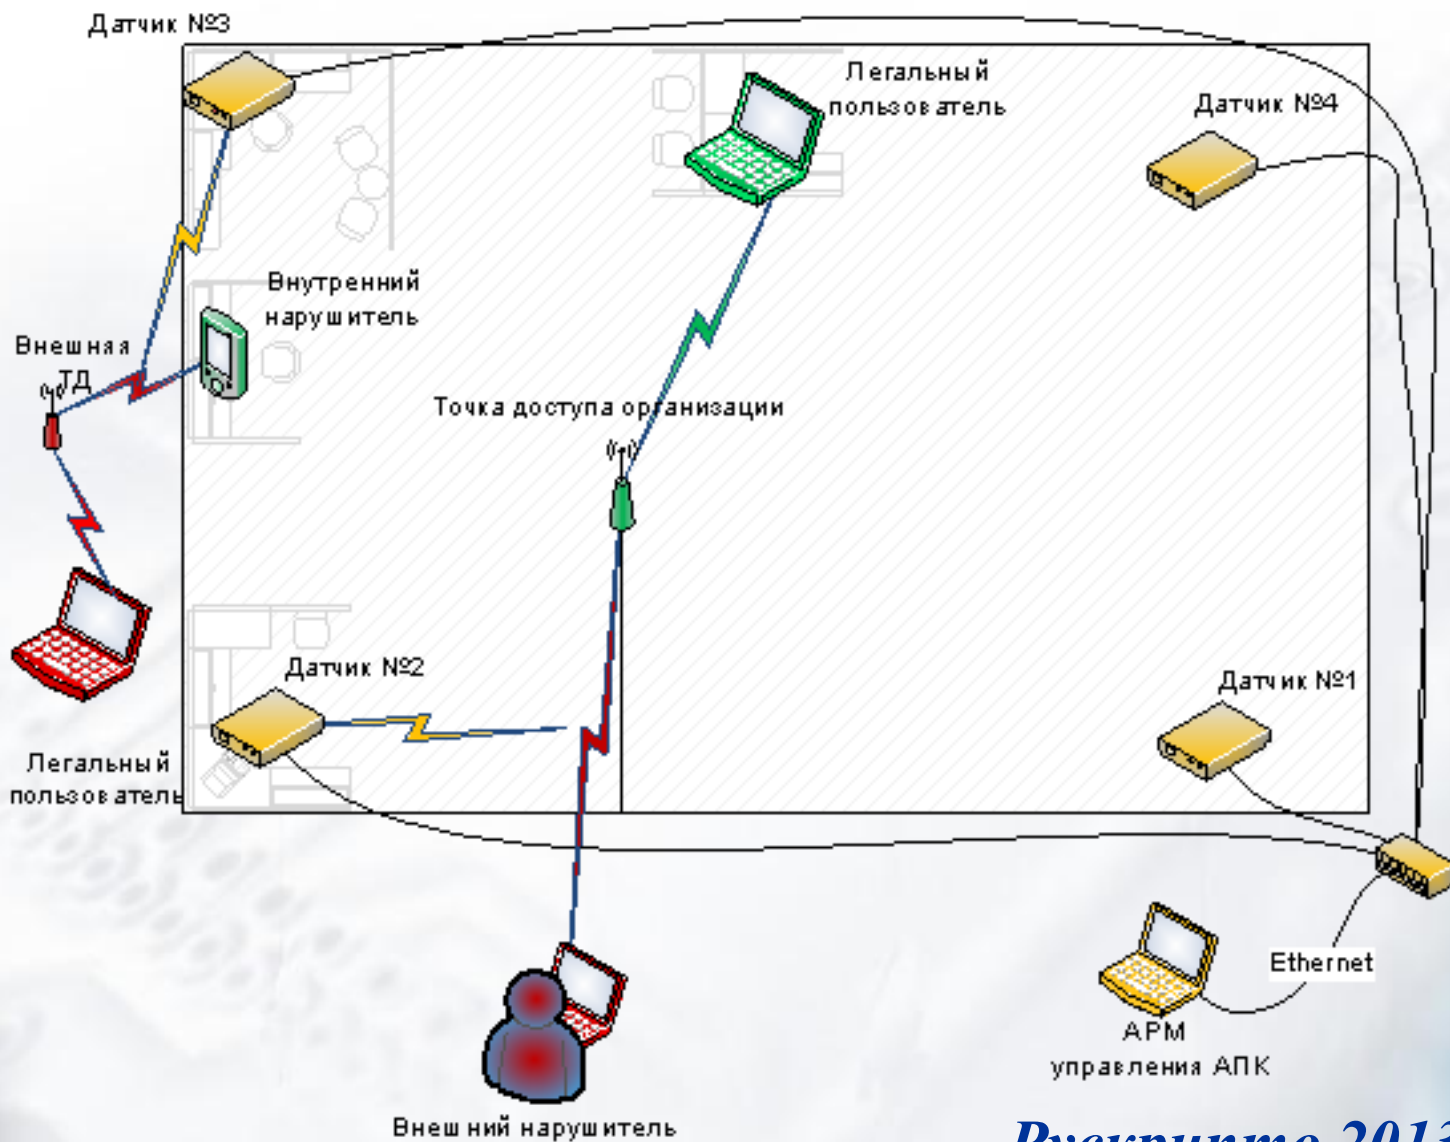 Датчик №3
Легальный
пользователь
Датчик №4
Внутренний
нарушитель
Внешняя
ТД
Точка доступа организации
Датчик №2
Датчик №1
Легальный
пользователь
Ethernet
АРМ
управления АПК
Внешний нарушитель